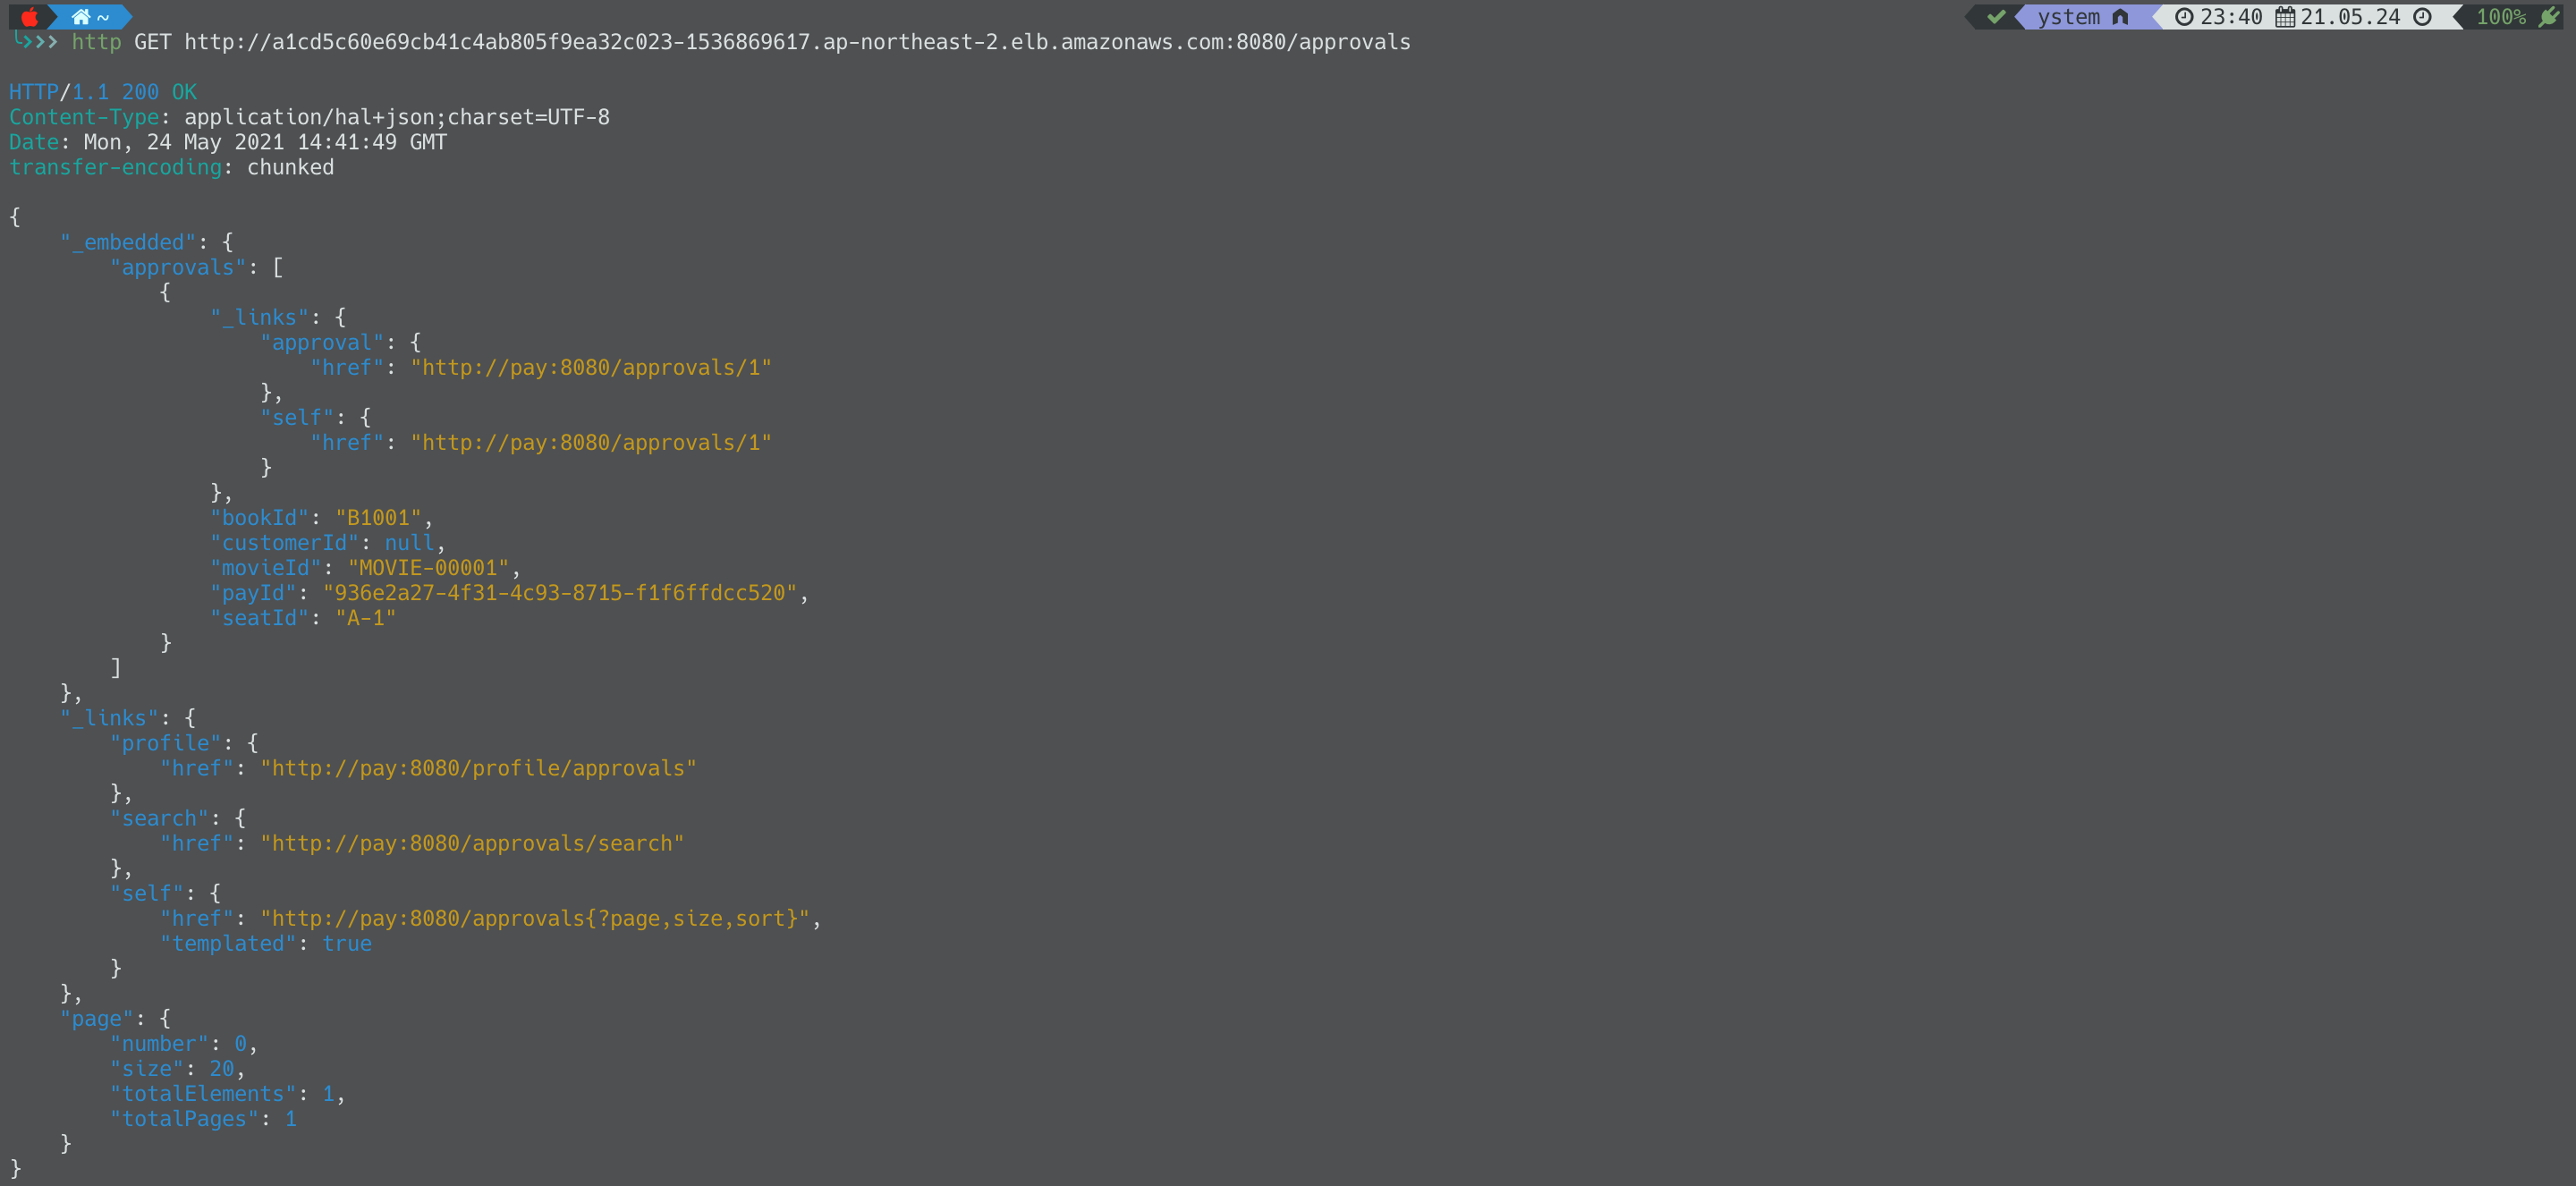 ~ ystem 23:40 21.05.24 100%
http GET http://a1cd5c60e69cb41c4ab805f9ea32c023-1536869617.ap-northeast-2.elb.amazonaws.com:8080/approvals
HTTP/1.1 200 OK
Content-Type: application/hal+json;charset=UTF-8
Date: Mon, 24 May 2021 14:41:49 GMT
transfer-encoding: chunked
{
    "_embedded": {
        "approvals": [
            {
                "_links": {
                    "approval": {
                        "href": "http://pay:8080/approvals/1"
                    },
                    "self": {
                        "href": "http://pay:8080/approvals/1"
                    }
                },
                "bookId": "B1001",
                "customerId": null,
                "movieId": "MOVIE-00001",
                "payId": "936e2a27-4f31-4c93-8715-f1f6ffdcc520",
                "seatId": "A-1"
            }
        ]
    },
    "_links": {
        "profile": {
            "href": "http://pay:8080/profile/approvals"
        },
        "search": {
            "href": "http://pay:8080/approvals/search"
        },
        "self": {
            "href": "http://pay:8080/approvals{?page,size,sort}",
            "templated": true
        }
    },
    "page": {
        "number": 0,
        "size": 20,
        "totalElements": 1,
        "totalPages": 1
    }
}